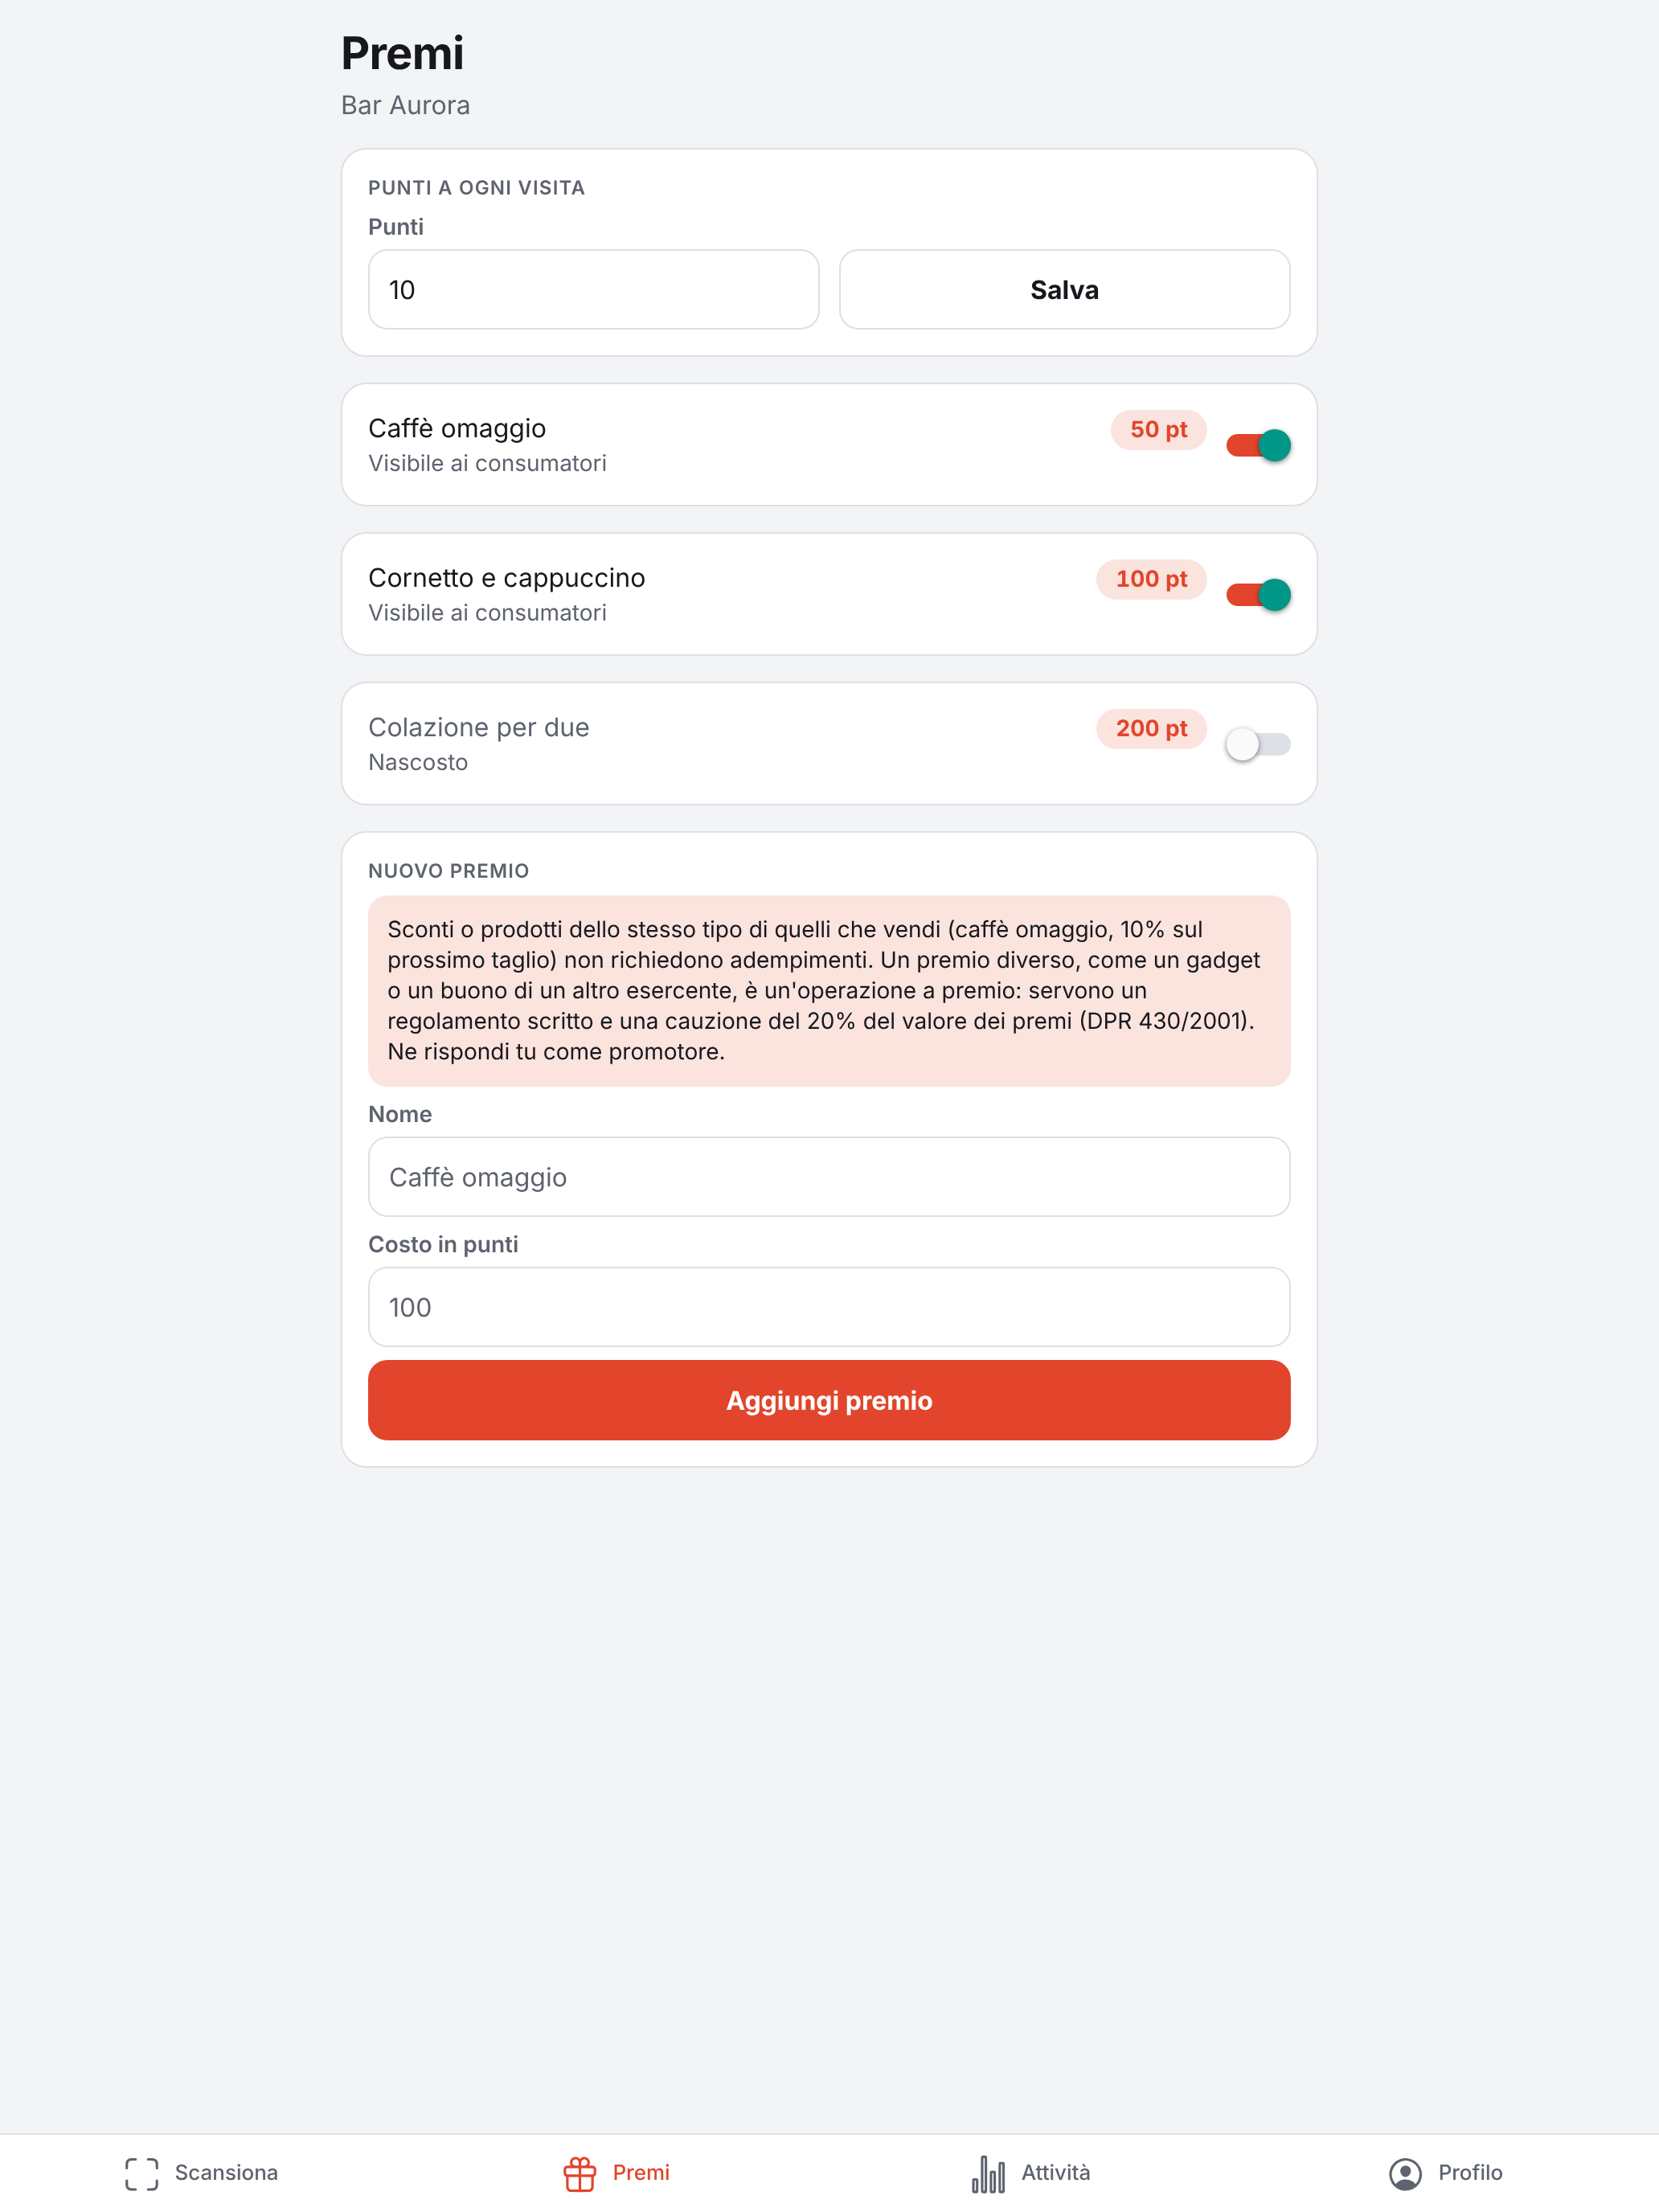 Premi
Bar Aurora
PUNTI A OGNI VISITA
Punti
10
Salva
Caffè omaggio
50 pt
Visibile ai consumatori
Cornetto e cappuccino
100 pt
Visibile ai consumatori
Colazione per due
200 pt
Nascosto
NUOVO PREMIO
Sconti o prodotti dello stesso tipo di quelli che vendi (caffè omaggio, 10% sul
prossimo taglio) non richiedono adempimenti. Un premio diverso, come un gadget
o un buono di un altro esercente, è un'operazione a premio: servono un
regolamento scritto e una cauzione del 20% del valore dei premi (DPR 430/2001).
Ne rispondi tu come promotore.
Nome
Caffè omaggio
Costo in punti
100
Aggiungi premio
Scansiona
Premi
Attività
Profilo